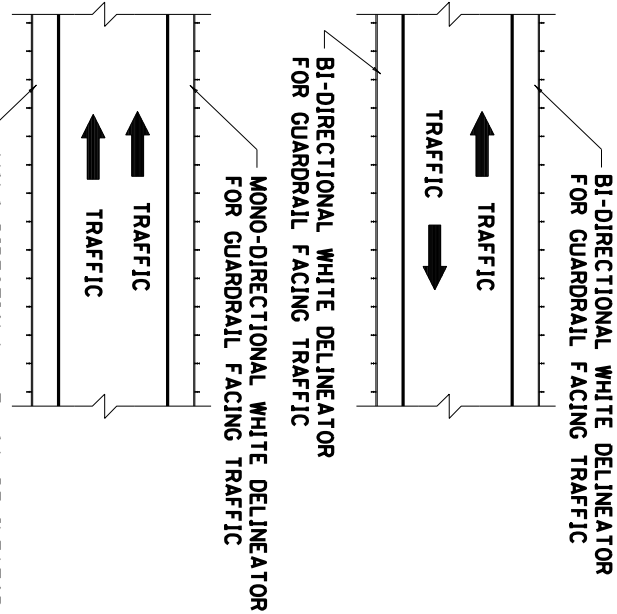 BI-DIRECTIONAL WHITE DELINEATOR
FOR GUARDRAIL FACING TRAFFIC
TRAFFIC
TRAFFIC
BI-DIRECTIONAL WHITE DELINEATOR
FOR GUARDRAIL FACING TRAFFIC
MONO-DIRECTIONAL WHITE DELINEATOR
FOR GUARDRAIL FACING TRAFFIC
TRAFFIC
TRAFFIC